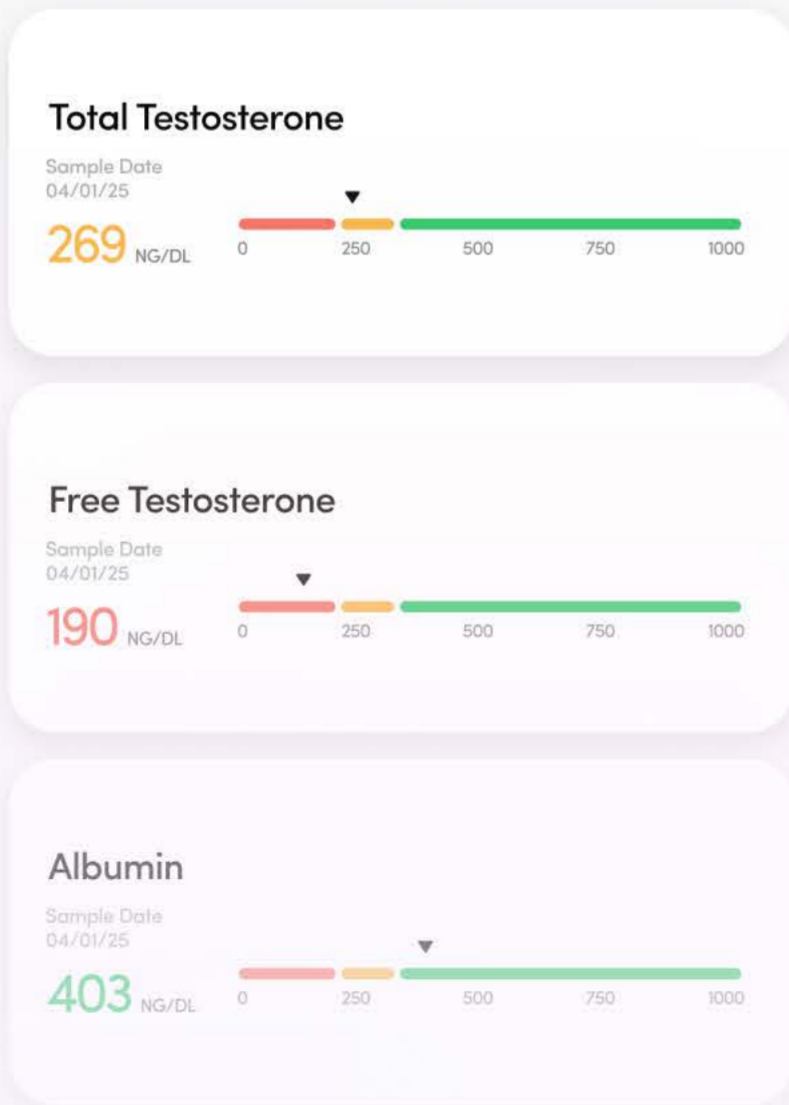 Total Testosterone
Sample Date
04/01/25
269 NG/DL
0 250 500 750 1000
Free Testosterone
Sample Date
04/01/25
190 NG/DL
0 250 500 750 1000
Albumin
Sample Date
04/01/25
403 NG/DL
0 250 500 750 1000